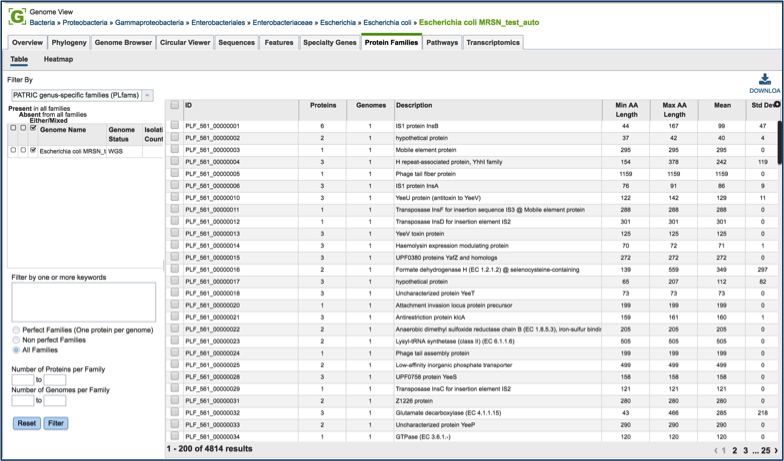 Genome View
Bacteria » Proteobacteria » Gammaproteobacteria » Enterobacteriales » Enterobacteriaceae » Escherichia » Escherichia coli » Escherichia coli MRSN_test_auto
Overview Phylogeny Genome Browser Circular Viewer Sequences Features Specialty Genes Protein Families Pathways Transcriptomics
Table Heatmap
Filter By
PATRIC genus-specific families (PLfams)
Present in all families
Absent from all families
Either/Mixed
Genome Name Genome Status Isolati Count
Escherichia coli MRSN_t WGS
Filter by one or more keywords
Perfect Families (One protein per genome)
Non perfect Families
All Families
Number of Proteins per Family
to
Number of Genomes per Family
to
Reset Filter
DOWNLOA
ID Proteins Genomes Description Min AA Length Max AA Length Mean Std Dev
PLF_561_00000001 6 1 IS1 protein InsB 44 167 99 47
PLF_561_00000002 2 1 hypothetical protein 37 42 40 4
PLF_561_00000003 1 1 Mobile element protein 295 295 295 0
PLF_561_00000004 3 1 H repeat-associated protein, YhhI family 154 378 242 119
PLF_561_00000005 1 1 Phage tail fiber protein 1159 1159 1159 0
PLF_561_00000006 3 1 IS1 protein InsA 76 91 86 9
PLF_561_00000010 3 1 YeeU protein (antitoxin to YeeV) 122 142 129 11
PLF_561_00000011 1 1 Transposase InsF for insertion sequence IS3 @ Mobile element protein 288 288 288 0
PLF_561_00000012 1 1 Transposase InsD for insertion element IS2 301 301 301 0
PLF_561_00000013 3 1 YeeV toxin protein 125 125 125 0
PLF_561_00000014 3 1 Haemolysin expression modulating protein 70 72 71 1
PLF_561_00000015 3 1 UPF0380 proteins YafZ and homologs 272 272 272 0
PLF_561_00000016 2 1 Formate dehydrogenase H (EC 1.2.1.2) @ selenocysteine-containing 139 559 349 297
PLF_561_00000017 3 1 hypothetical protein 65 207 112 82
PLF_561_00000018 3 1 Uncharacterized protein YeeT 73 73 73 0
PLF_561_00000020 1 1 Attachment invasion locus protein precursor 199 199 199 0
PLF_561_00000021 3 1 Antirestriction protein klcA 159 161 160 1
PLF_561_00000022 2 1 Anaerobic dimethyl sulfoxide reductase chain B (EC 1.8.5.3), iron-sulfur bindin 205 205 205 0
PLF_561_00000023 2 1 Lysyl-tRNA synthetase (class II) (EC 6.1.1.6) 505 505 505 0
PLF_561_00000024 1 1 Phage tail assembly protein 199 199 199 0
PLF_561_00000025 2 1 Low-affinity inorganic phosphate transporter 499 499 499 0
PLF_561_00000028 3 1 UPF0758 protein YeeS 158 158 158 0
PLF_561_00000029 1 1 Transposase InsC for insertion element IS2 121 121 121 0
PLF_561_00000031 2 1 Z1226 protein 280 280 280 0
PLF_561_00000032 3 1 Glutamate decarboxylase (EC 4.1.1.15) 43 466 285 218
PLF_561_00000033 2 1 Uncharacterized protein YeeP 290 290 290 0
PLF_561_00000034 1 1 GTPase (EC 3.6.1.-) 120 120 120 0
1 - 200 of 4814 results ‹ 1 2 3 ... 25 ›